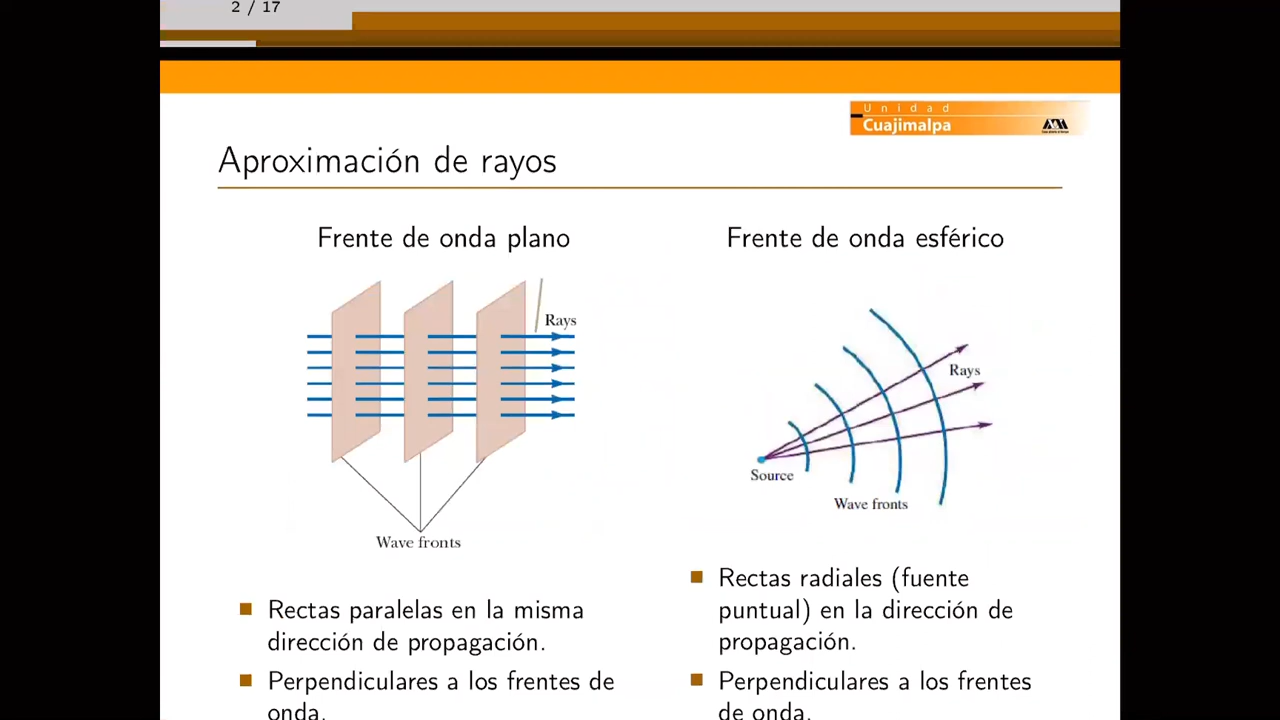 2 / 17
Unidad
Cuajimalpa
Aproximación de rayos
Frente de onda plano
Rays
Wave fronts
Rectas paralelas en la misma
dirección de propagación.
Perpendiculares a los frentes de
onda.
Frente de onda esférico
Rays
Source
Wave fronts
Rectas radiales (fuente
puntual) en la dirección de
propagación.
Perpendiculares a los frentes
de onda.